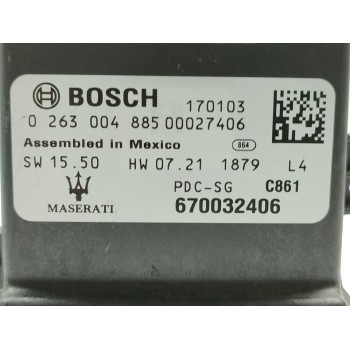 BOSCH 170103
0 263 004 885 00027406
Assembled in Mexico 864
SW 15.50 HW 07.21 1879 L4
PDC-SG C861
MASERATI 670032406